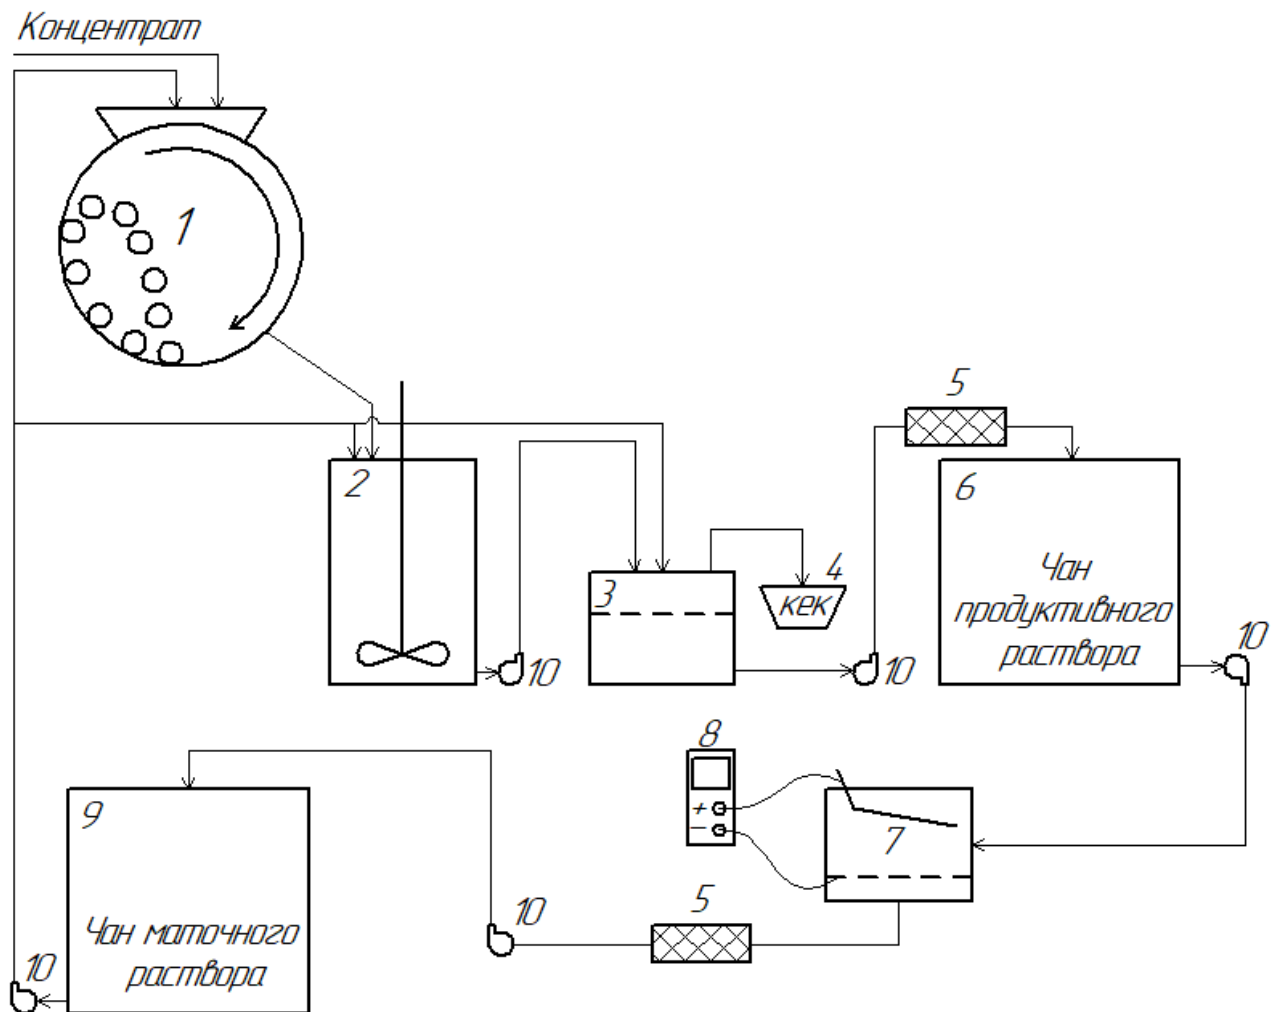 Концентрат
1
2
3
4
кек
5
6
Чан
продуктивного
раствора
10
10
10
8
+
−
7
5
10
9
Чан маточного
раствора
10